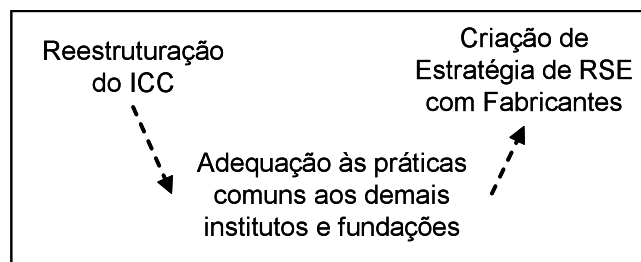 Reestruturação
do ICC
Criação de
Estratégia de RSE
com Fabricantes
Adequação às práticas
comuns aos demais
institutos e fundações